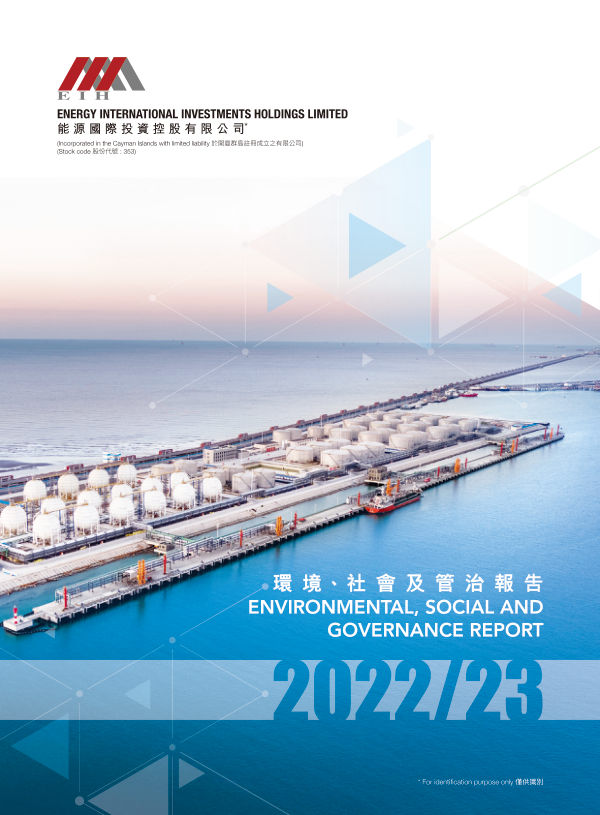 EIH
ENERGY INTERNATIONAL INVESTMENTS HOLDINGS LIMITED
能源國際投資控股有限公司*
(Incorporated in the Cayman Islands with limited liability 於開曼群島註冊成立之有限公司)
(Stock code 股份代號 : 353)
環境、社會及管治報告
ENVIRONMENTAL, SOCIAL AND
GOVERNANCE REPORT
2022/23
* For identification purpose only 僅供識別